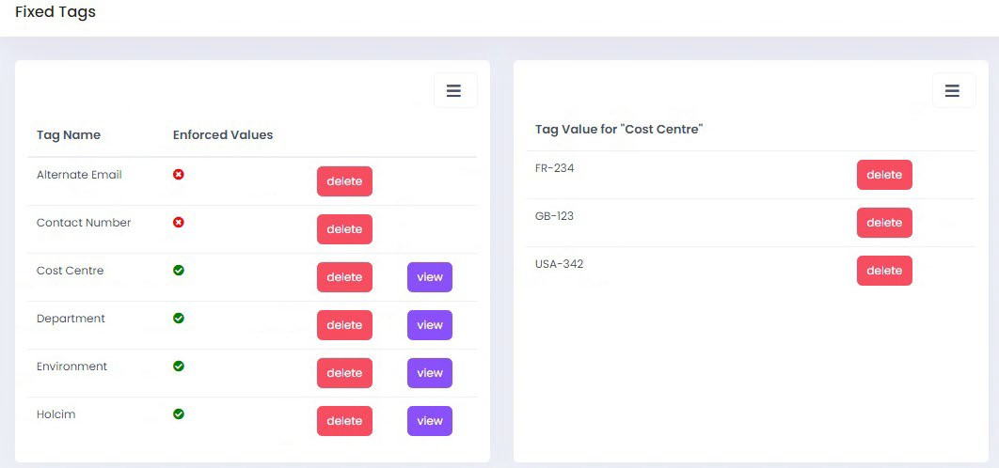 Fixed Tags
Tag Name Enforced Values
Alternate Email delete
Contact Number delete
Cost Centre delete view
Department delete view
Environment delete view
Holcim delete view
Tag Value for "Cost Centre"
FR-234 delete
GB-123 delete
USA-342 delete